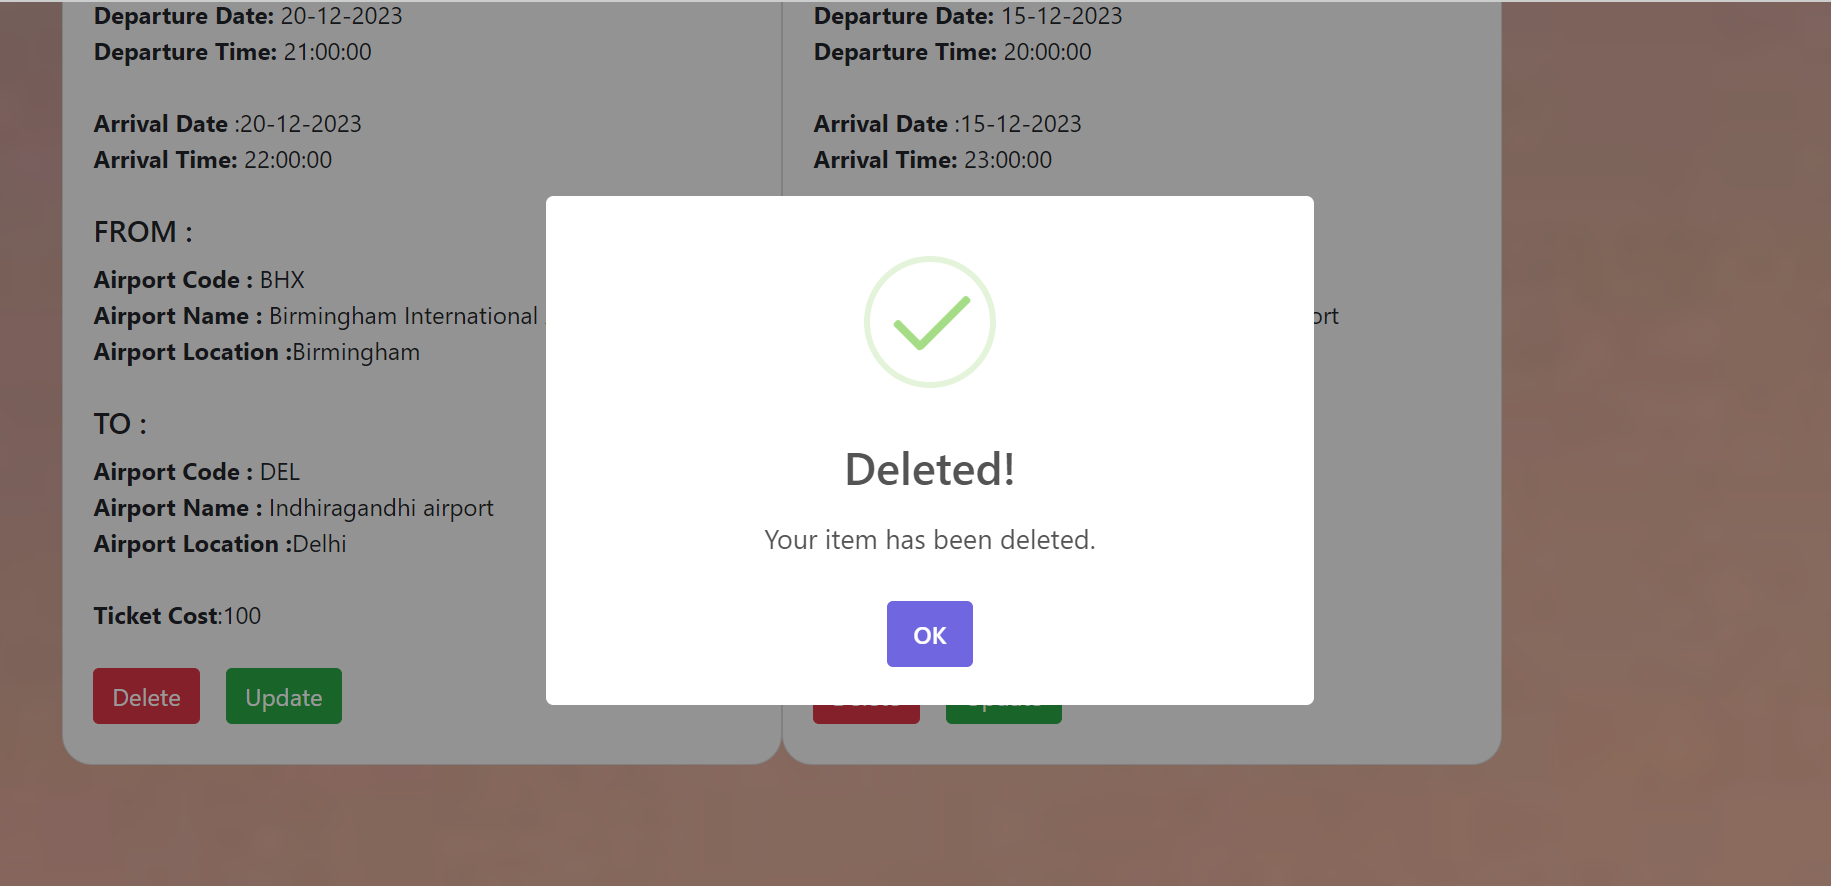 Departure Date: 20-12-2023
Departure Time: 21:00:00
Arrival Date :20-12-2023
Arrival Time: 22:00:00
FROM :
Airport Code : BHX
Airport Name : Birmingham International
Airport Location :Birmingham
TO :
Airport Code : DEL
Airport Name : Indhiragandhi airport
Airport Location :Delhi
Ticket Cost:100
Delete Update
Departure Date: 15-12-2023
Departure Time: 20:00:00
Arrival Date :15-12-2023
Arrival Time: 23:00:00
Deleted!
Your item has been deleted.
OK